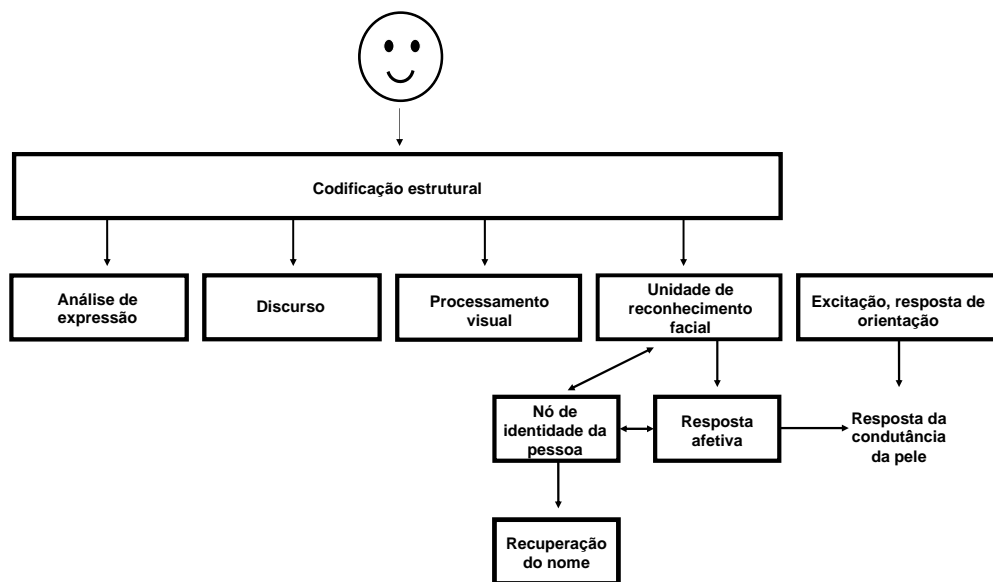 Codificação estrutural
Análise de
expressão
Discurso
Processamento
visual
Unidade de
reconhecimento
facial
Excitação, resposta de
orientação
Nó de
identidade da
pessoa
Resposta
afetiva
Resposta da
condutância
da pele
Recuperação
do nome